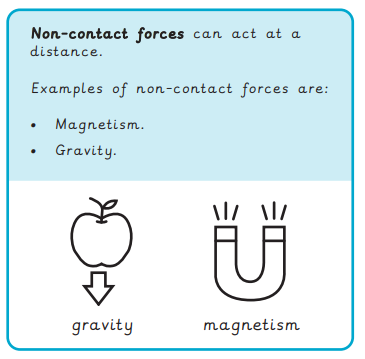 Non-contact forces can act at a
distance.
Examples of non-contact forces are:
• Magnetism.
• Gravity.
gravity
magnetism